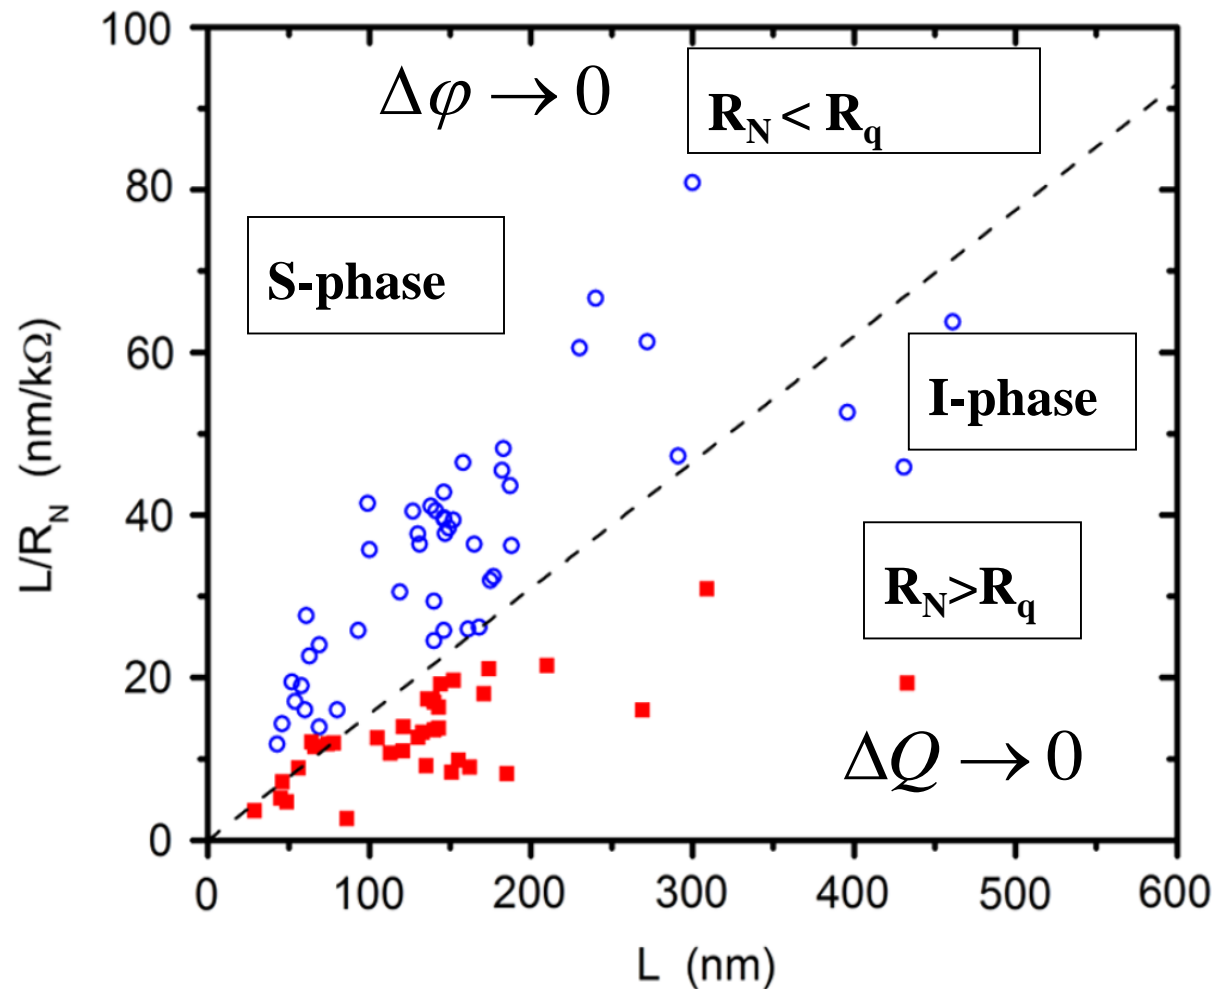 100
Δφ → 0
R_N < R_q
80
S-phase
60
I-phase
L/R_N (nm/kΩ)
40
R_N>R_q
20
ΔQ → 0
0
0 100 200 300 400 500 600
L (nm)